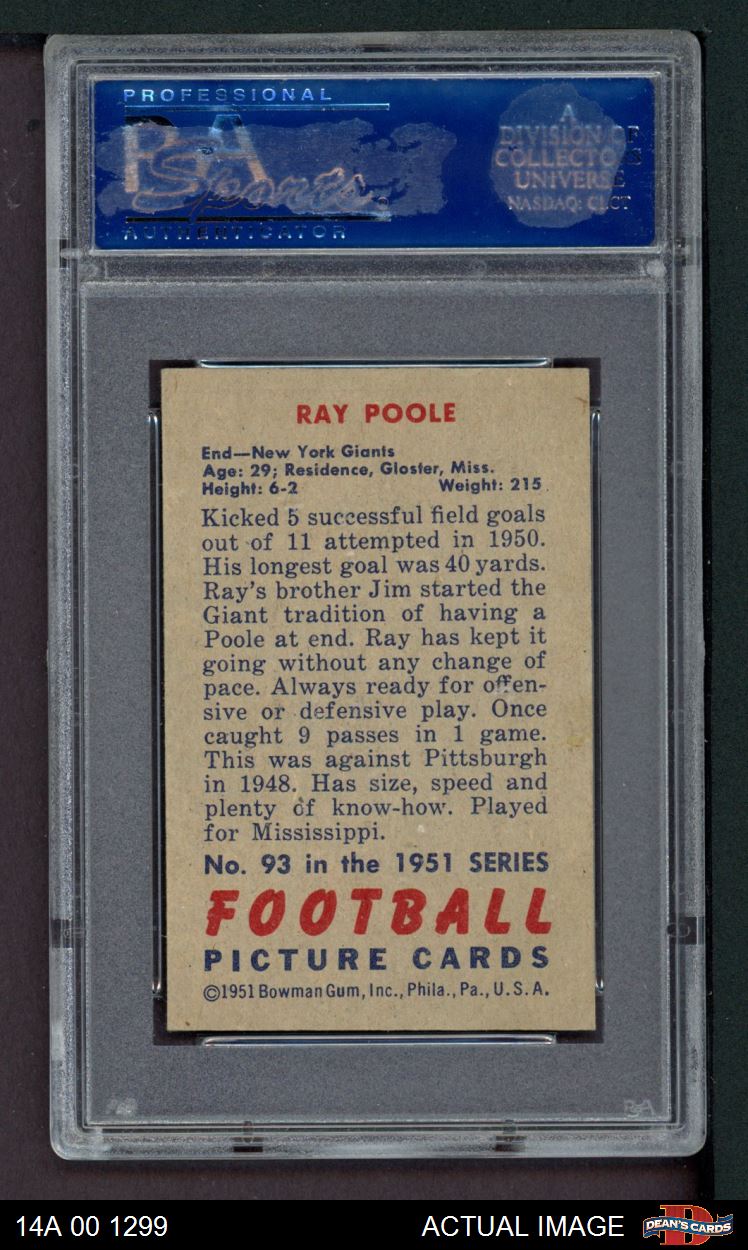 PROFESSIONAL
PSA
Sports
AUTHENTICATOR
A
DIVISION OF
COLLECTORS
UNIVERSE
NASDAQ: CLCT
RAY POOLE
End—New York Giants
Age: 29; Residence, Gloster, Miss.
Height: 6-2 Weight: 215
Kicked 5 successful field goals
out of 11 attempted in 1950.
His longest goal was 40 yards.
Ray's brother Jim started the
Giant tradition of having a
Poole at end. Ray has kept it
going without any change of
pace. Always ready for offen-
sive or defensive play. Once
caught 9 passes in 1 game.
This was against Pittsburgh
in 1948. Has size, speed and
plenty of know-how. Played
for Mississippi.
No. 93 in the 1951 SERIES
FOOTBALL
PICTURE CARDS
©1951 Bowman Gum, Inc., Phila., Pa., U.S.A.
PSA
14A 00 1299 ACTUAL IMAGE DEAN'S CARDS